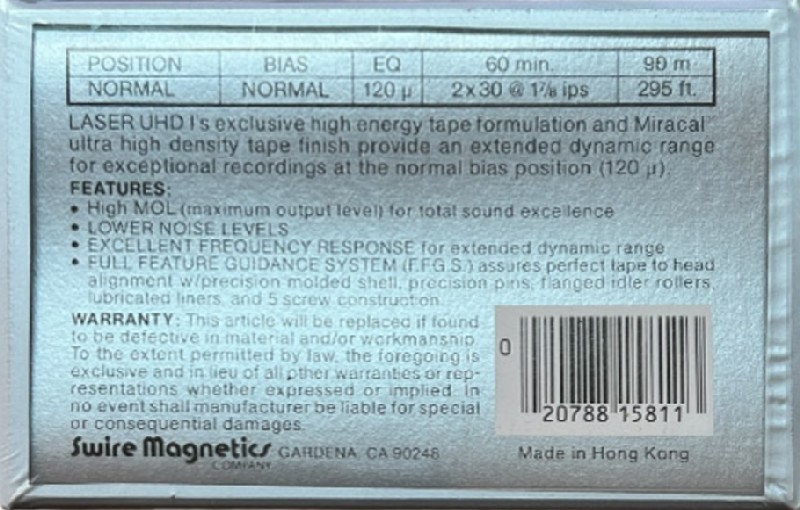 POSITION BIAS EQ 60 min. 90 m
NORMAL NORMAL 120 μ 2x30 @ 1⅞ ips 295 ft.
LASER UHD I's exclusive high energy tape formulation and Miracal
ultra high density tape finish provide an extended dynamic range
for exceptional recordings at the normal bias position (120 μ).
FEATURES:
• High MOL (maximum output level) for total sound excellence
• LOWER NOISE LEVELS
• EXCELLENT FREQUENCY RESPONSE for extended dynamic range
• FULL FEATURE GUIDANCE SYSTEM (F.F.G.S.) assures perfect tape to head
alignment w/precision molded shell, precision pins, flanged idler rollers,
lubricated liners, and 5 screw construction.
WARRANTY: This article will be replaced if found
to be defective in material and/or workmanship.
To the extent permitted by law, the foregoing is
exclusive and in lieu of all other warranties or rep-
resentations whether expressed or implied. In
no event shall manufacturer be liable for special
or consequential damages.
0 20788 15811
Swire Magnetics GARDENA, CA 90248
COMPANY
Made in Hong Kong